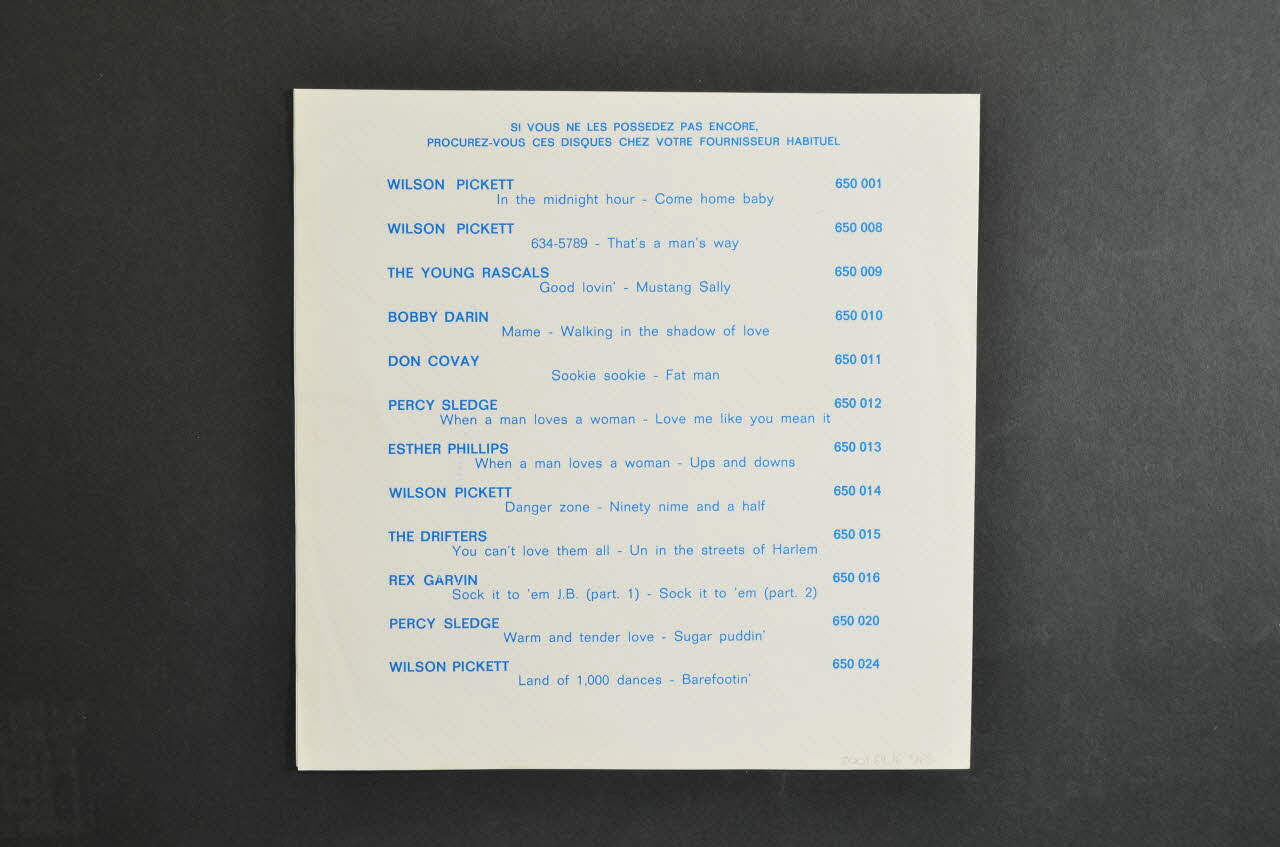 SI VOUS NE LES POSSEDEZ PAS ENCORE,
PROCUREZ-VOUS CES DISQUES CHEZ VOTRE FOURNISSEUR HABITUEL
WILSON PICKETT 650 001
In the midnight hour - Come home baby
WILSON PICKETT 650 008
634-5789 - That's a man's way
THE YOUNG RASCALS 650 009
Good lovin' - Mustang Sally
BOBBY DARIN 650 010
Mame - Walking in the shadow of love
DON COVAY 650 011
Sookie sookie - Fat man
PERCY SLEDGE 650 012
When a man loves a woman - Love me like you mean it
ESTHER PHILLIPS 650 013
When a man loves a woman - Ups and downs
WILSON PICKETT 650 014
Danger zone - Ninety nime and a half
THE DRIFTERS 650 015
You can't love them all - Un in the streets of Harlem
REX GARVIN 650 016
Sock it to 'em J.B. (part. 1) - Sock it to 'em (part. 2)
PERCY SLEDGE 650 020
Warm and tender love - Sugar puddin'
WILSON PICKETT 650 024
Land of 1,000 dances - Barefootin'